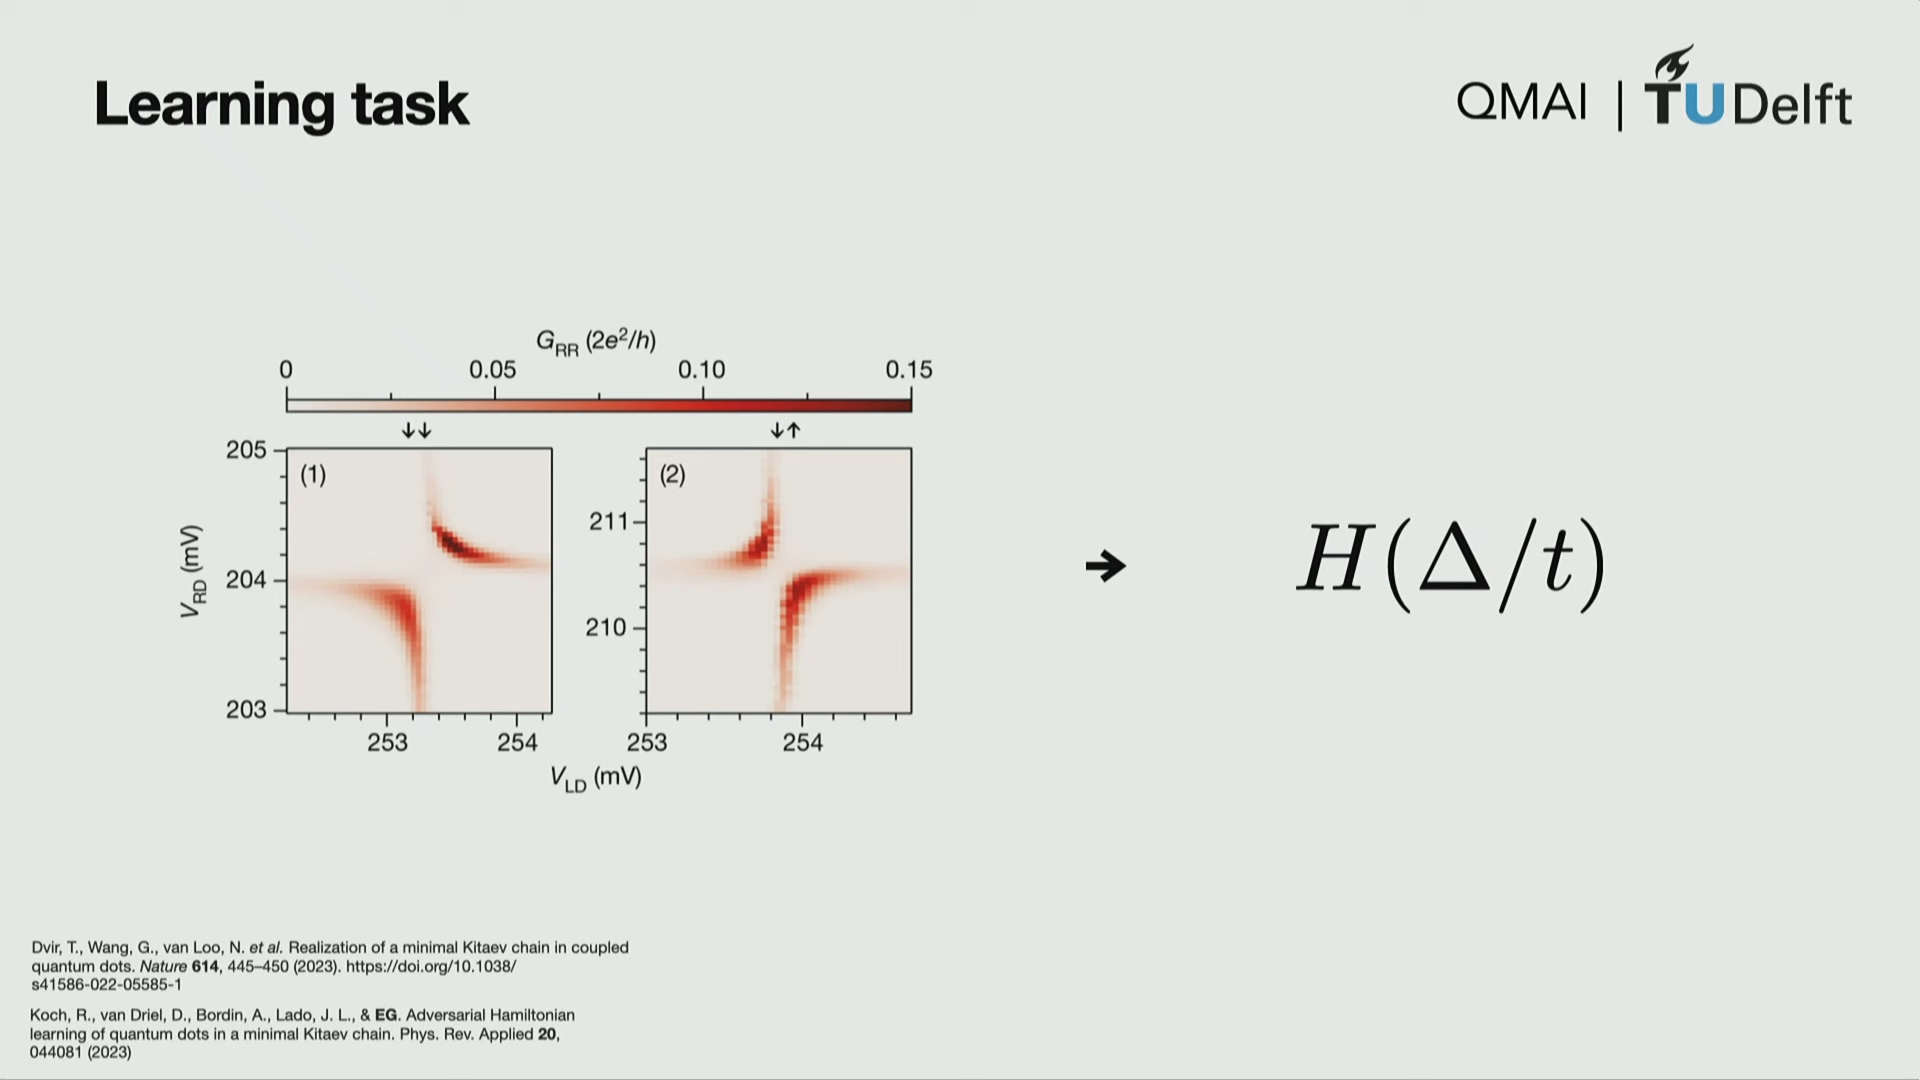 Learning task
QMAI | TUDelft
G_RR (2e²/h)
0 0.05 0.10 0.15
↓↓ ↓↑
(1) (2)
205
204
203
V_RD (mV)
211
210
253 254 253 254
V_LD (mV)
→
H(Δ/t)
Dvir, T., Wang, G., van Loo, N. et al. Realization of a minimal Kitaev chain in coupled
quantum dots. Nature 614, 445–450 (2023). https://doi.org/10.1038/
s41586-022-05585-1
Koch, R., van Driel, D., Bordin, A., Lado, J. L., & EG. Adversarial Hamiltonian
learning of quantum dots in a minimal Kitaev chain. Phys. Rev. Applied 20,
044081 (2023)